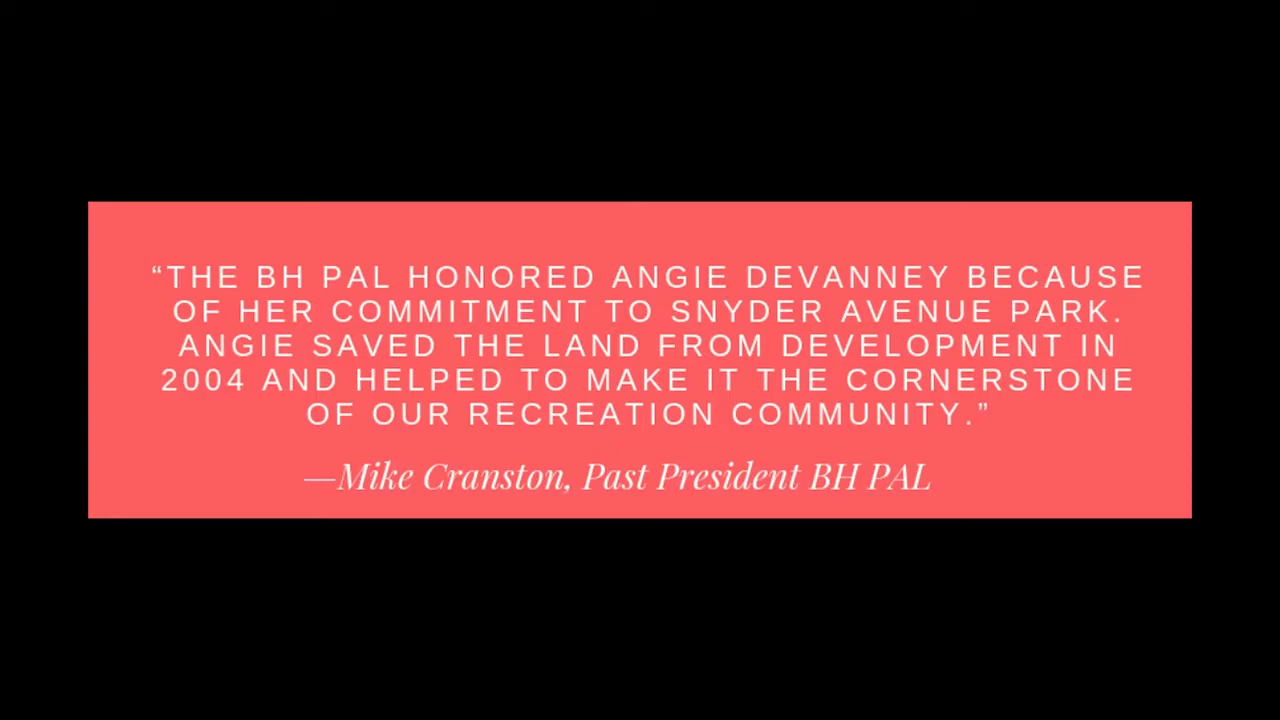 “THE BH PAL HONORED ANGIE DEVANNEY BECAUSE
OF HER COMMITMENT TO SNYDER AVENUE PARK.
ANGIE SAVED THE LAND FROM DEVELOPMENT IN
2004 AND HELPED TO MAKE IT THE CORNERSTONE
OF OUR RECREATION COMMUNITY.”
—Mike Cranston, Past President BH PAL